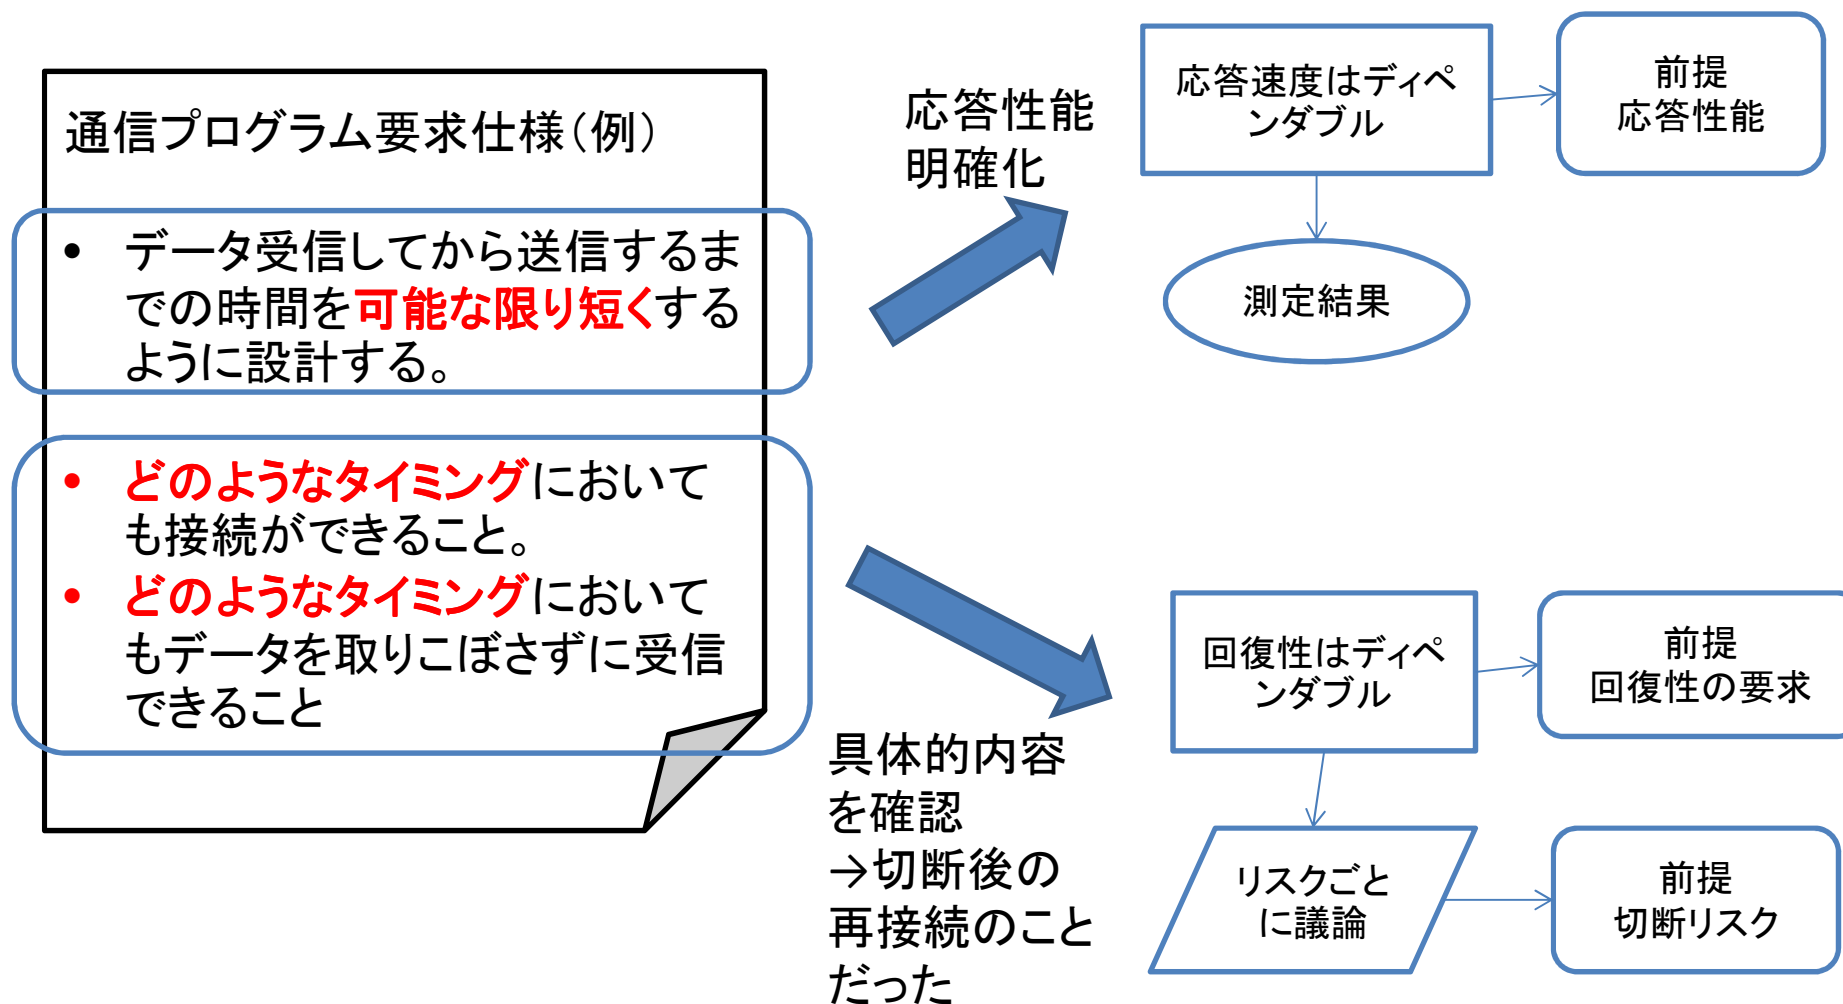 通信プログラム要求仕様（例）
• データ受信してから送信するま
での時間を可能な限り短くする
ように設計する。
• どのようなタイミングにおいて
も接続ができること。
• どのようなタイミングにおいて
もデータを取りこぼさずに受信
できること
応答性能
明確化
応答速度はディペ
ンダブル
前提
応答性能
測定結果
具体的内容
を確認
→切断後の
再接続のこと
だった
回復性はディペ
ンダブル
前提
回復性の要求
リスクごと
に議論
前提
切断リスク